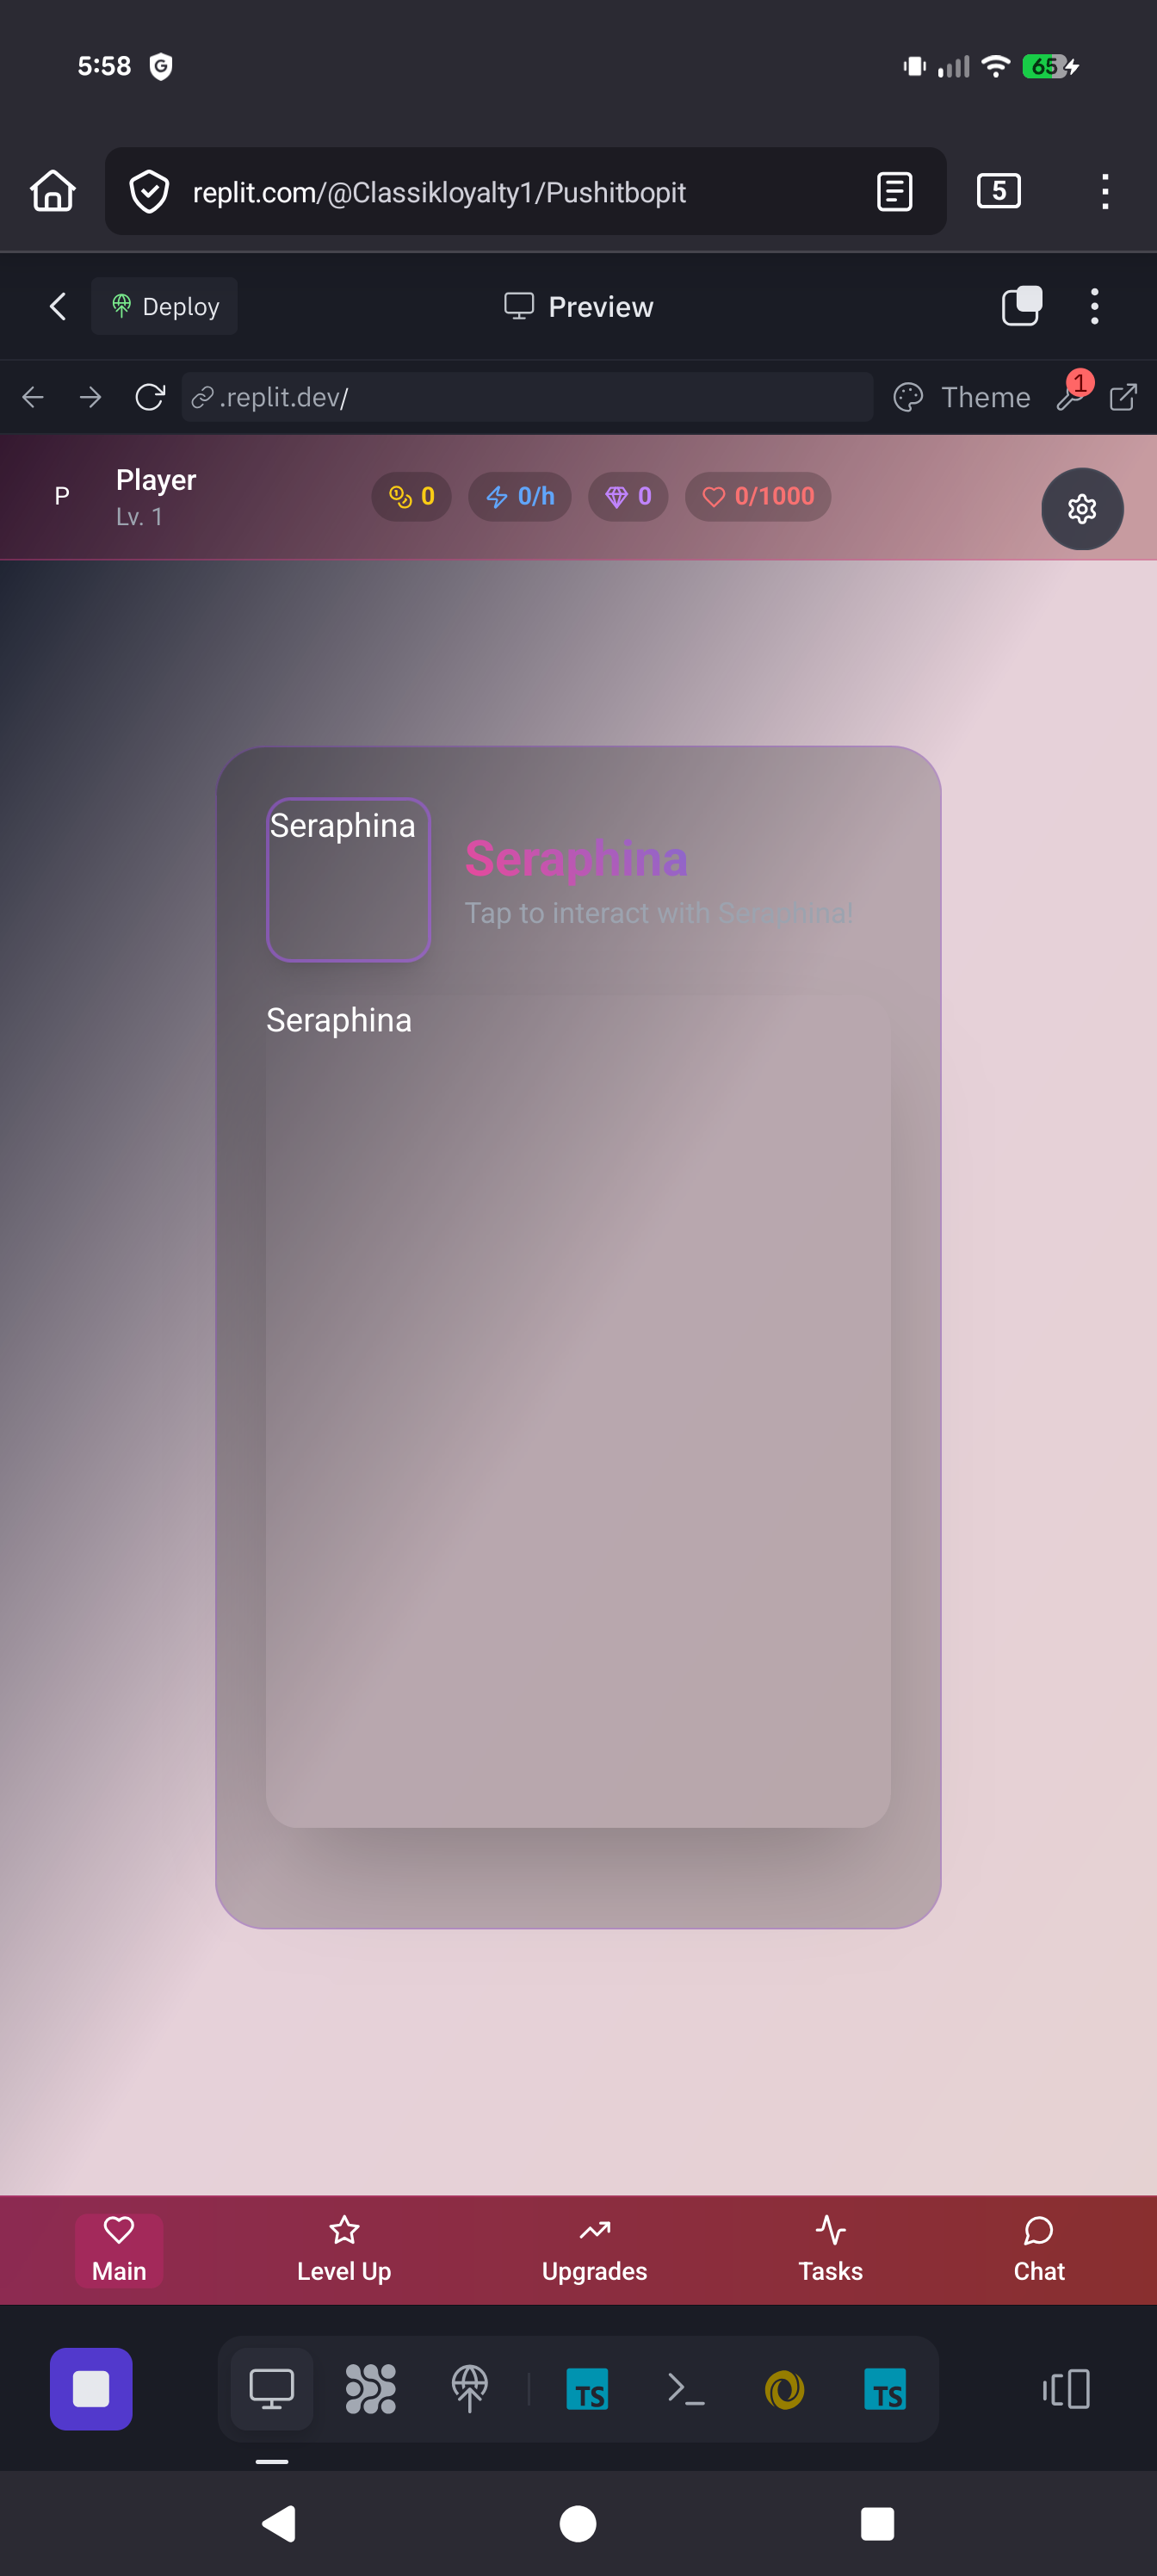 5:58
65
replit.com/@Classikloyalty1/Pushitbopit
5
Deploy
Preview
.replit.dev/
Theme
1
P
Player
Lv. 1
0
0/h
0
0/1000
Seraphina
Seraphina
Tap to interact with Seraphina!
Seraphina
Main
Level Up
Upgrades
Tasks
Chat
TS
TS